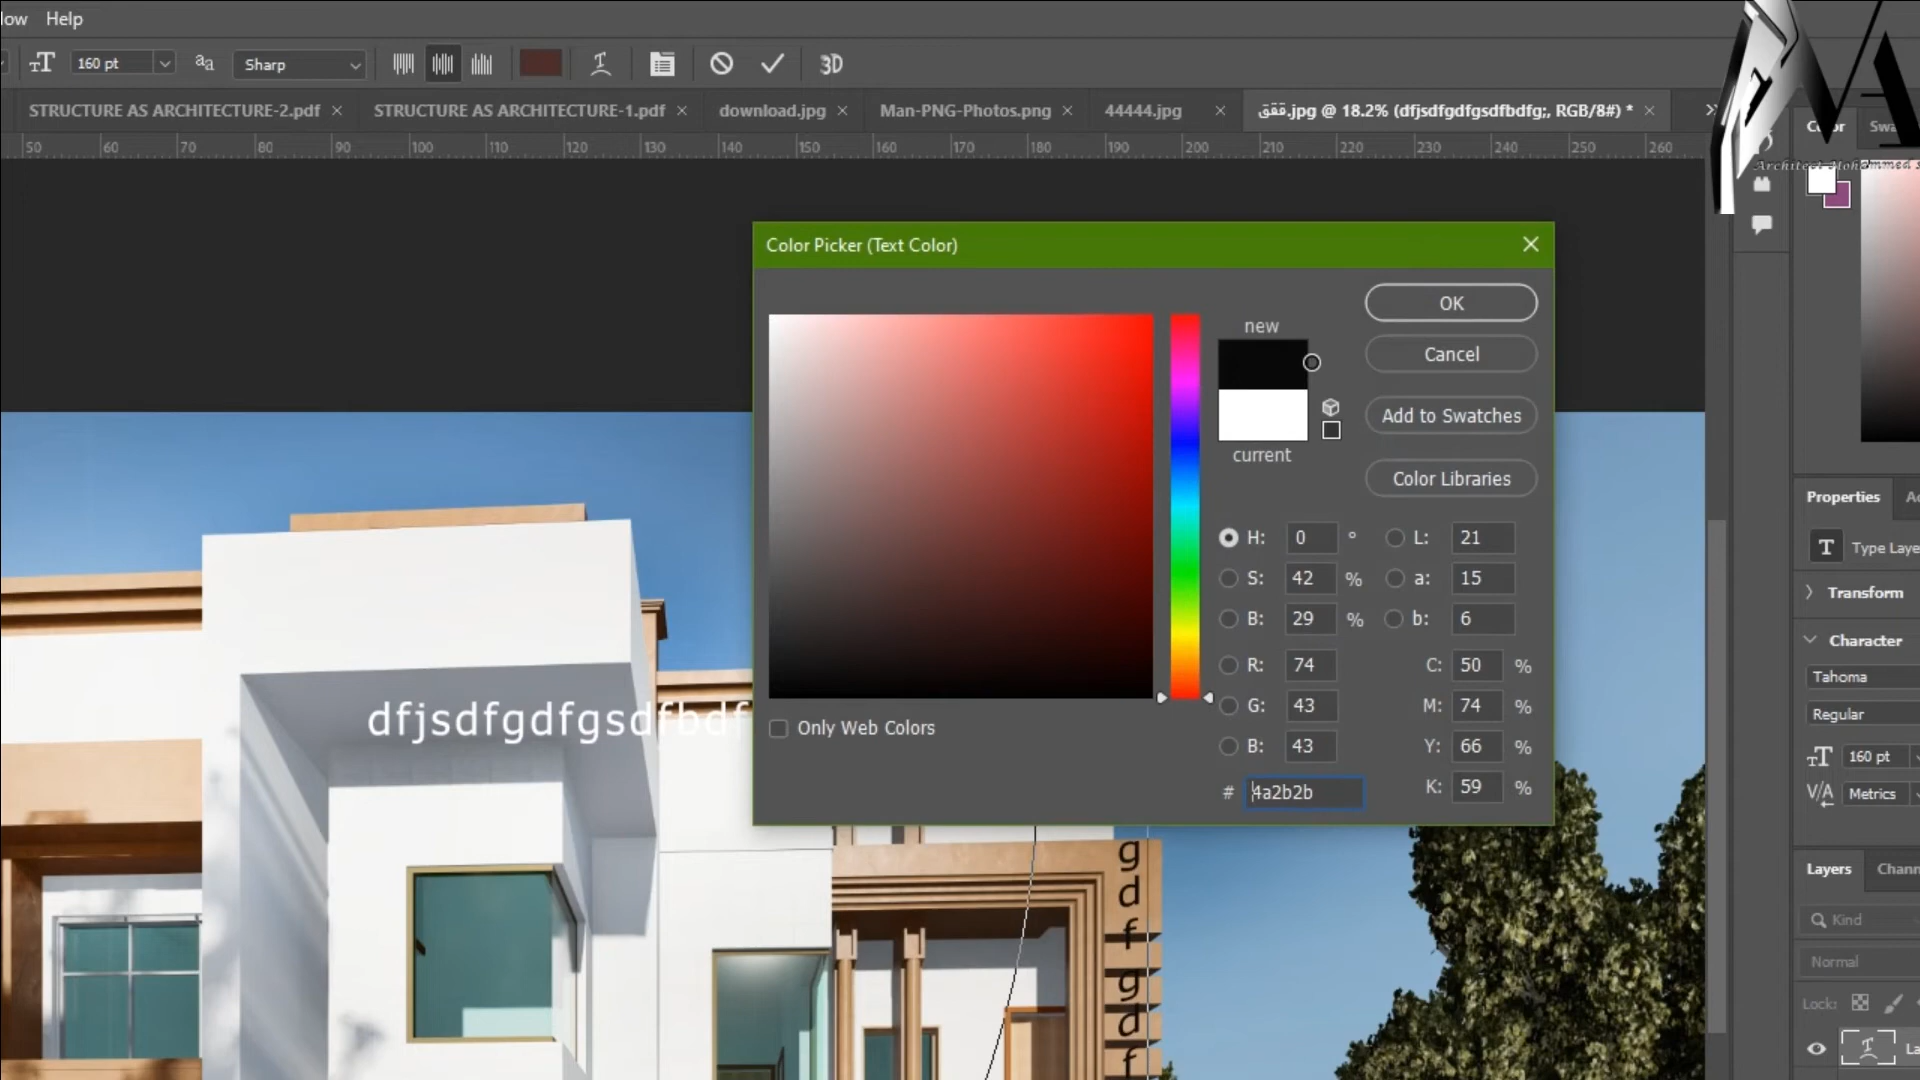 Help
160 pt
aa
Sharp
3D
STRUCTURE AS ARCHITECTURE-2.pdf
STRUCTURE AS ARCHITECTURE-1.pdf
download.jpg
Man-PNG-Photos.png
44444.jpg
ققق.jpg @ 18.2% (dfjsdfgdfgsdfbdfg;, RGB/8#) *
50 60 70 80 90 100 110 120 130 140 150 160 170 180 190 200 210 220 230 240 250 260
Color
Color Picker (Text Color)
OK
new
Cancel
Add to Swatches
current
Color Libraries
H: 0 ° L: 21
S: 42 % a: 15
B: 29 % b: 6
R: 74 C: 50 %
G: 43 M: 74 %
B: 43 Y: 66 %
# 4a2b2b K: 59 %
Only Web Colors
dfjsdfgdfgsdfbdf
g
d
f
g
d
f
Properties
Transform
Character
Tahoma
Regular
160 pt
Metrics
Layers
Kind
Normal
Lock: